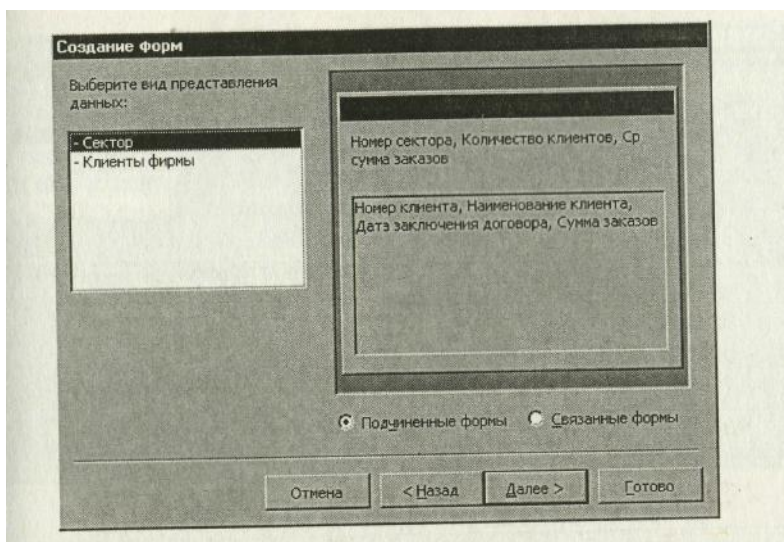 Создание форм
Выберите вид представления
данных:
- Сектор
- Клиенты фирмы
Номер сектора, Количество клиентов, Ср
сумма заказов
Номер клиента, Наименование клиента,
Дата заключения договора, Сумма заказов
Подчиненные формы
Связанные формы
Отмена
< Назад
Далее >
Готово